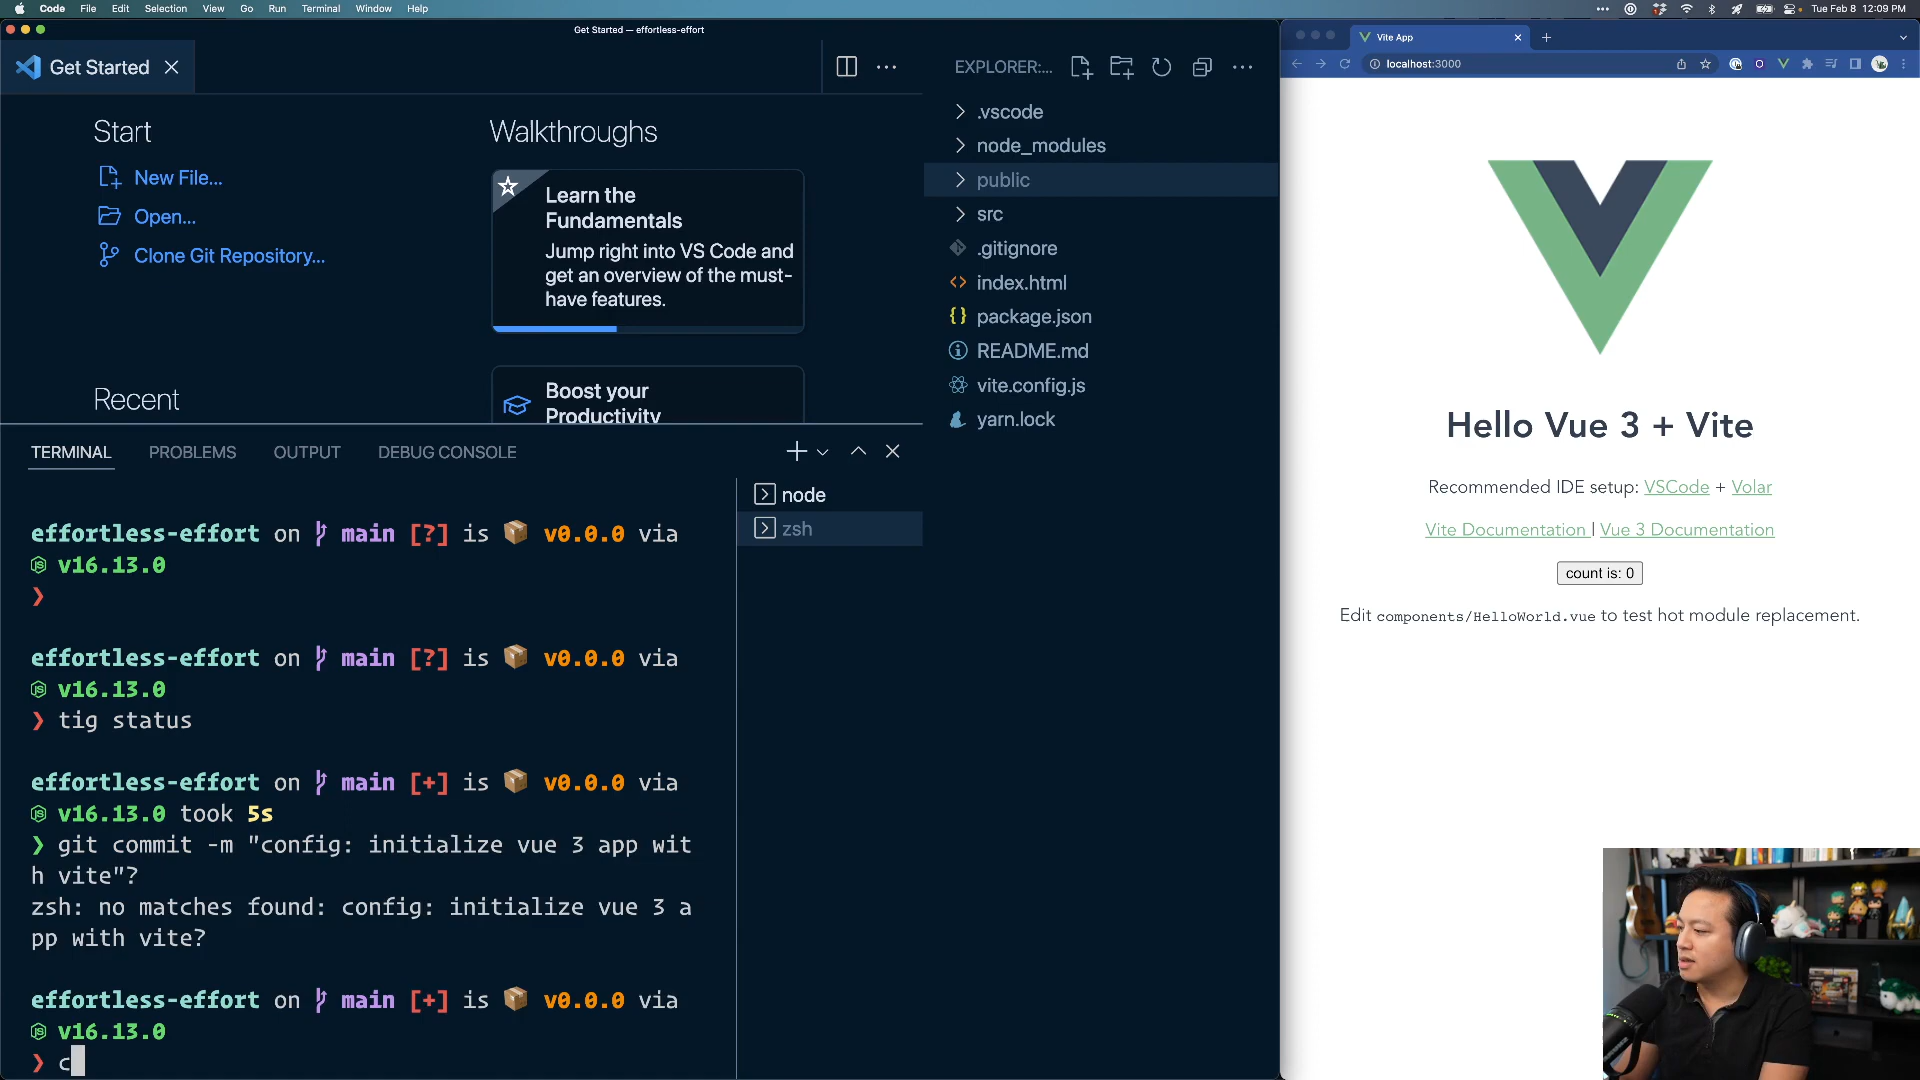 Code File Edit Selection View Go Run Terminal Window Help
Tue Feb 8 12:09 PM
Get Started — effortless-effort
Get Started
Start
New File...
Open...
Clone Git Repository...
Recent
Walkthroughs
Learn the
Fundamentals
Jump right into VS Code and
get an overview of the must-
have features.
Boost your
Productivity
EXPLORER:...
.vscode
node_modules
public
src
.gitignore
index.html
package.json
README.md
vite.config.js
yarn.lock
TERMINAL PROBLEMS OUTPUT DEBUG CONSOLE
node
zsh
effortless-effort on main [?] is 📦 v0.0.0 via
v16.13.0
❯
effortless-effort on main [?] is 📦 v0.0.0 via
v16.13.0
❯ tig status
effortless-effort on main [+] is 📦 v0.0.0 via
v16.13.0 took 5s
❯ git commit -m "config: initialize vue 3 app wit
h vite"?
zsh: no matches found: config: initialize vue 3 a
pp with vite?
effortless-effort on main [+] is 📦 v0.0.0 via
v16.13.0
❯ c
Vite App
localhost:3000
Hello Vue 3 + Vite
Recommended IDE setup: VSCode + Volar
Vite Documentation | Vue 3 Documentation
count is: 0
Edit components/HelloWorld.vue to test hot module replacement.